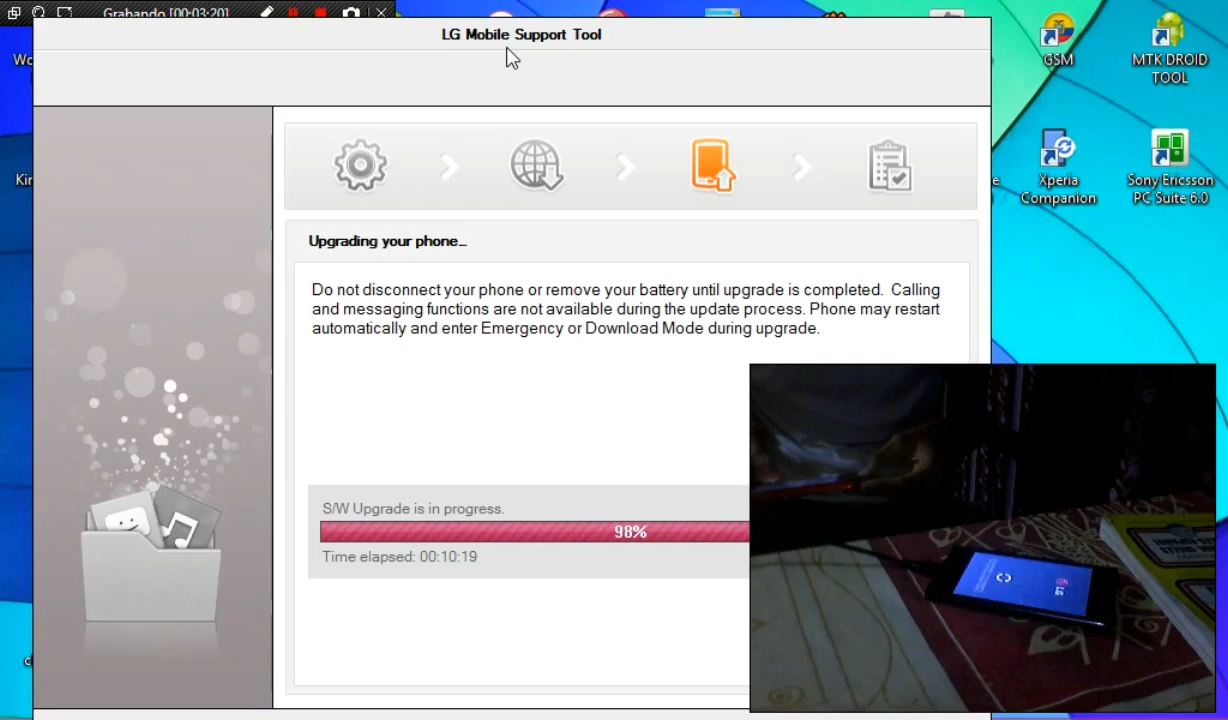 Grabando [00:03:20]
LG Mobile Support Tool
Upgrading your phone...
Do not disconnect your phone or remove your battery until upgrade is completed. Calling
and messaging functions are not available during the update process. Phone may restart
automatically and enter Emergency or Download Mode during upgrade.
S/W Upgrade is in progress.
98%
Time elapsed: 00:10:19
GSM
MTK DROID
TOOL
Xperia
Companion
Sony Ericsson
PC Suite 6.0
LG